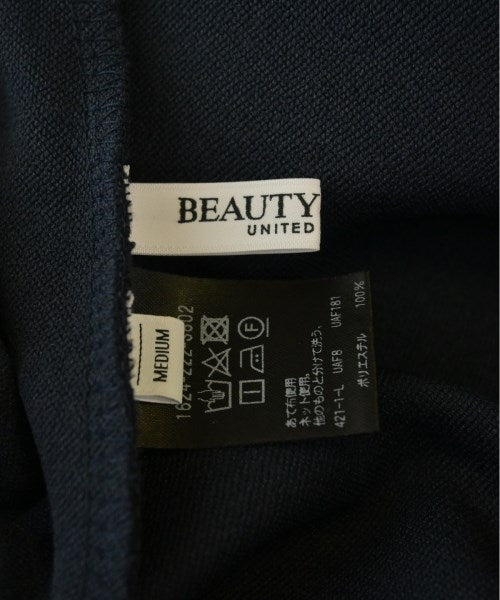 BEAUTY
UNITED
MEDIUM
1624-222-3602
あて布使用
ネット使用。
他のものと分けて洗う、
421-1-L UAF8 UAF181
ポリエステル 100%